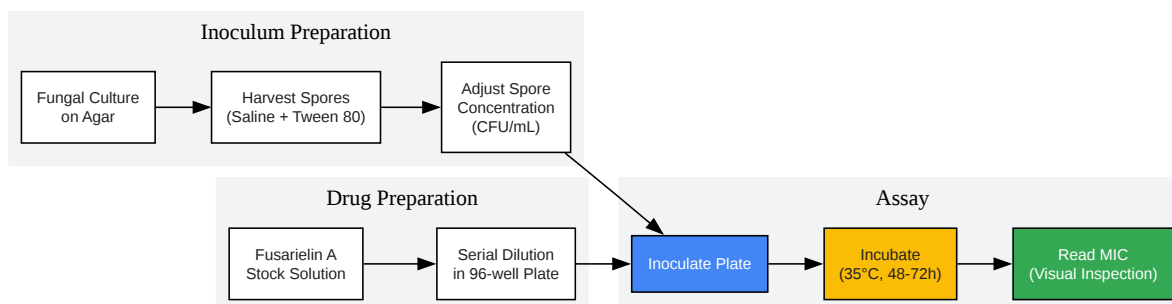 Inoculum Preparation
Fungal Culture
on Agar
Harvest Spores
(Saline + Tween 80)
Adjust Spore
Concentration
(CFU/mL)
Drug Preparation
Fusarielin A
Stock Solution
Serial Dilution
in 96-well Plate
Assay
Inoculate Plate
Incubate
(35°C, 48-72h)
Read MIC
(Visual Inspection)